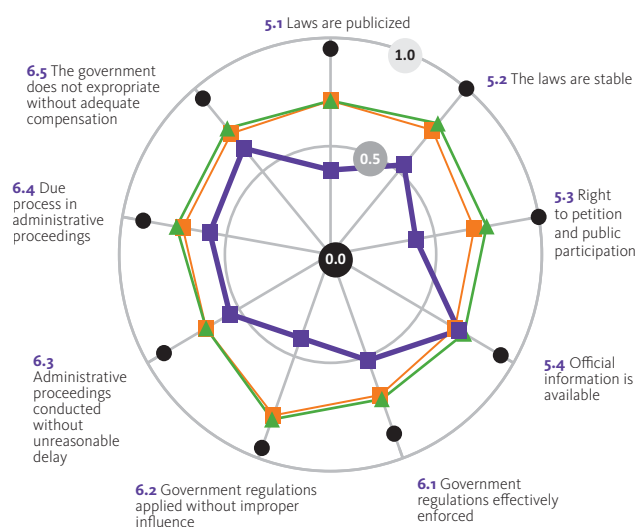 5.1 Laws are publicized
1.0
5.2 The laws are stable
0.5
5.3 Right
to petition
and public
participation
0.0
5.4 Official
information is
available
6.1 Government
regulations effectively
enforced
6.2 Government regulations
applied without improper
influence
6.3
Administrative
proceedings
conducted
without
unreasonable
delay
6.4 Due
process in
administrative
proceedings
6.5 The government
does not expropriate
without adequate
compensation